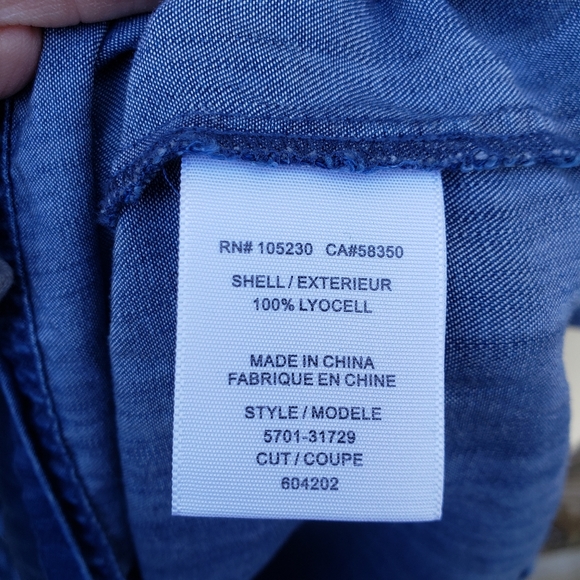 RN# 105230 CA#58350
SHELL / EXTERIEUR
100% LYOCELL
MADE IN CHINA
FABRIQUE EN CHINE
STYLE / MODELE
5701-31729
CUT / COUPE
604202